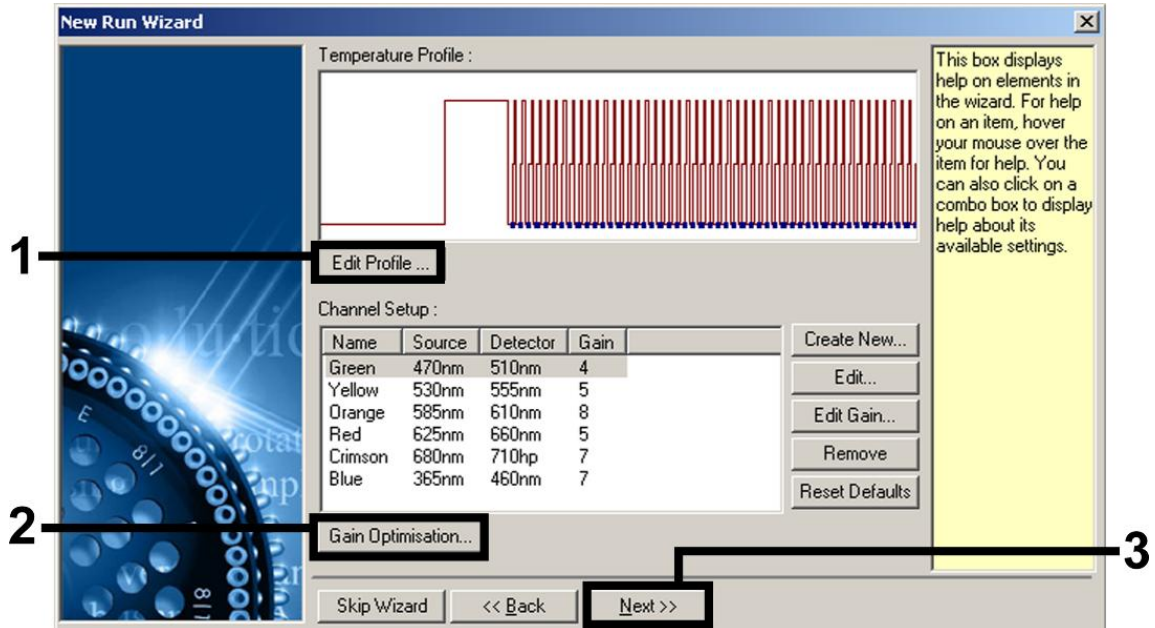 New Run Wizard
Temperature Profile :
This box displays
help on elements in
the wizard. For help
on an item, hover
your mouse over the
item for help. You
can also click on a
combo box to display
help about its
available settings.
1
Edit Profile ...
Channel Setup :
Name Source Detector Gain
Green 470nm 510nm 4
Yellow 530nm 555nm 5
Orange 585nm 610nm 8
Red 625nm 660nm 5
Crimson 680nm 710hp 7
Blue 365nm 460nm 7
Create New...
Edit...
Edit Gain...
Remove
Reset Defaults
2
Gain Optimisation...
3
Skip Wizard
<< Back
Next >>
E
8|1
8|1